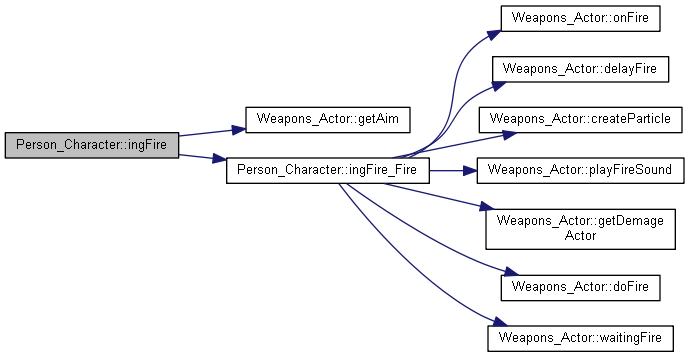 Person_Character::ingFire
Weapons_Actor::getAim
Person_Character::ingFire_Fire
Weapons_Actor::onFire
Weapons_Actor::delayFire
Weapons_Actor::createParticle
Weapons_Actor::playFireSound
Weapons_Actor::getDemage
Actor
Weapons_Actor::doFire
Weapons_Actor::waitingFire